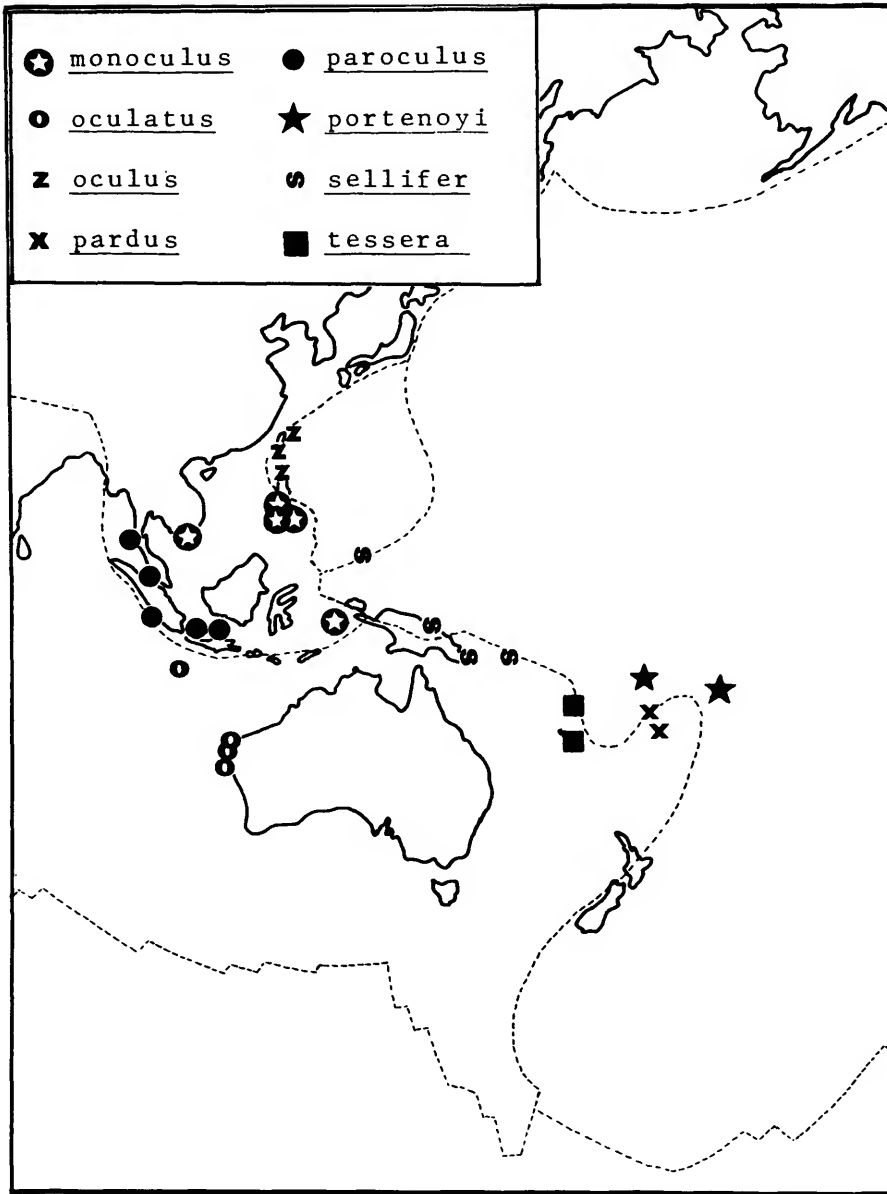 monoculus
oculatus
oculus
pardus
paroculus
portenoyi
sellifer
tessera